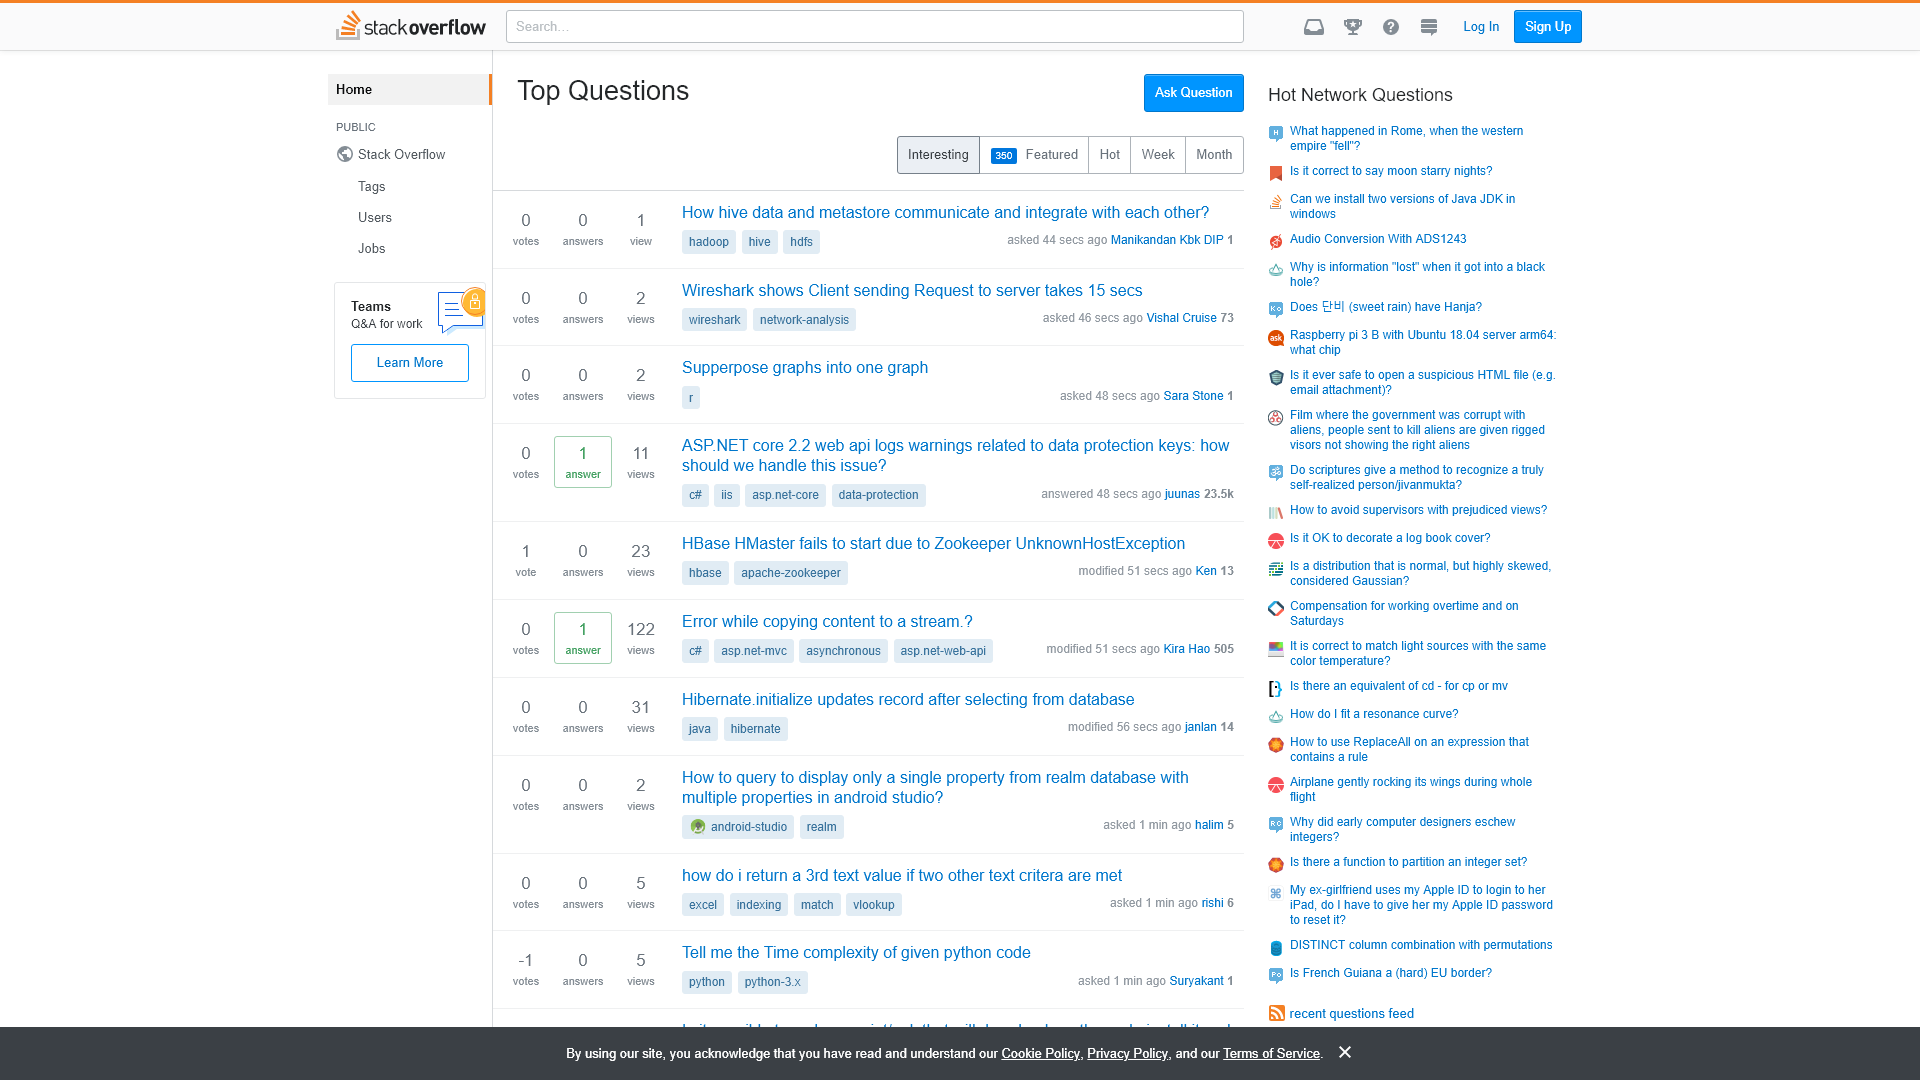 stack overflow
Search...
Log In
Sign Up
Home
PUBLIC
Stack Overflow
Tags
Users
Jobs
Teams
Q&A for work
Learn More
Top Questions
Ask Question
Interesting
350 Featured
Hot
Week
Month
0 votes
0 answers
1 view
How hive data and metastore communicate and integrate with each other?
hadoop hive hdfs
asked 44 secs ago Manikandan Kbk DIP 1
0 votes
0 answers
2 views
Wireshark shows Client sending Request to server takes 15 secs
wireshark network-analysis
asked 46 secs ago Vishal Cruise 73
0 votes
0 answers
2 views
Supperpose graphs into one graph
r
asked 48 secs ago Sara Stone 1
0 votes
1 answer
11 views
ASP.NET core 2.2 web api logs warnings related to data protection keys: how
should we handle this issue?
c# iis asp.net-core data-protection
answered 48 secs ago juunas 23.5k
1 vote
0 answers
23 views
HBase HMaster fails to start due to Zookeeper UnknownHostException
hbase apache-zookeeper
modified 51 secs ago Ken 13
0 votes
1 answer
122 views
Error while copying content to a stream.?
c# asp.net-mvc asynchronous asp.net-web-api
modified 51 secs ago Kira Hao 505
0 votes
0 answers
31 views
Hibernate.initialize updates record after selecting from database
java hibernate
modified 56 secs ago janlan 14
0 votes
0 answers
2 views
How to query to display only a single property from realm database with
multiple properties in android studio?
android-studio realm
asked 1 min ago halim 5
0 votes
0 answers
5 views
how do i return a 3rd text value if two other text critera are met
excel indexing match vlookup
asked 1 min ago rishi 6
-1 votes
0 answers
5 views
Tell me the Time complexity of given python code
python python-3.x
asked 1 min ago Suryakant 1
Hot Network Questions
What happened in Rome, when the western
empire "fell"?
Is it correct to say moon starry nights?
Can we install two versions of Java JDK in
windows
Audio Conversion With ADS1243
Why is information "lost" when it got into a black
hole?
Does 단비 (sweet rain) have Hanja?
Raspberry pi 3 B with Ubuntu 18.04 server arm64:
what chip
Is it ever safe to open a suspicious HTML file (e.g.
email attachment)?
Film where the government was corrupt with
aliens, people sent to kill aliens are given rigged
visors not showing the right aliens
Do scriptures give a method to recognize a truly
self-realized person/jivanmukta?
How to avoid supervisors with prejudiced views?
Is it OK to decorate a log book cover?
Is a distribution that is normal, but highly skewed,
considered Gaussian?
Compensation for working overtime and on
Saturdays
It is correct to match light sources with the same
color temperature?
Is there an equivalent of cd - for cp or mv
How do I fit a resonance curve?
How to use ReplaceAll on an expression that
contains a rule
Airplane gently rocking its wings during whole
flight
Why did early computer designers eschew
integers?
Is there a function to partition an integer set?
My ex-girlfriend uses my Apple ID to login to her
iPad, do I have to give her my Apple ID password
to reset it?
DISTINCT column combination with permutations
Is French Guiana a (hard) EU border?
recent questions feed
By using our site, you acknowledge that you have read and understand our Cookie Policy, Privacy Policy, and our Terms of Service.